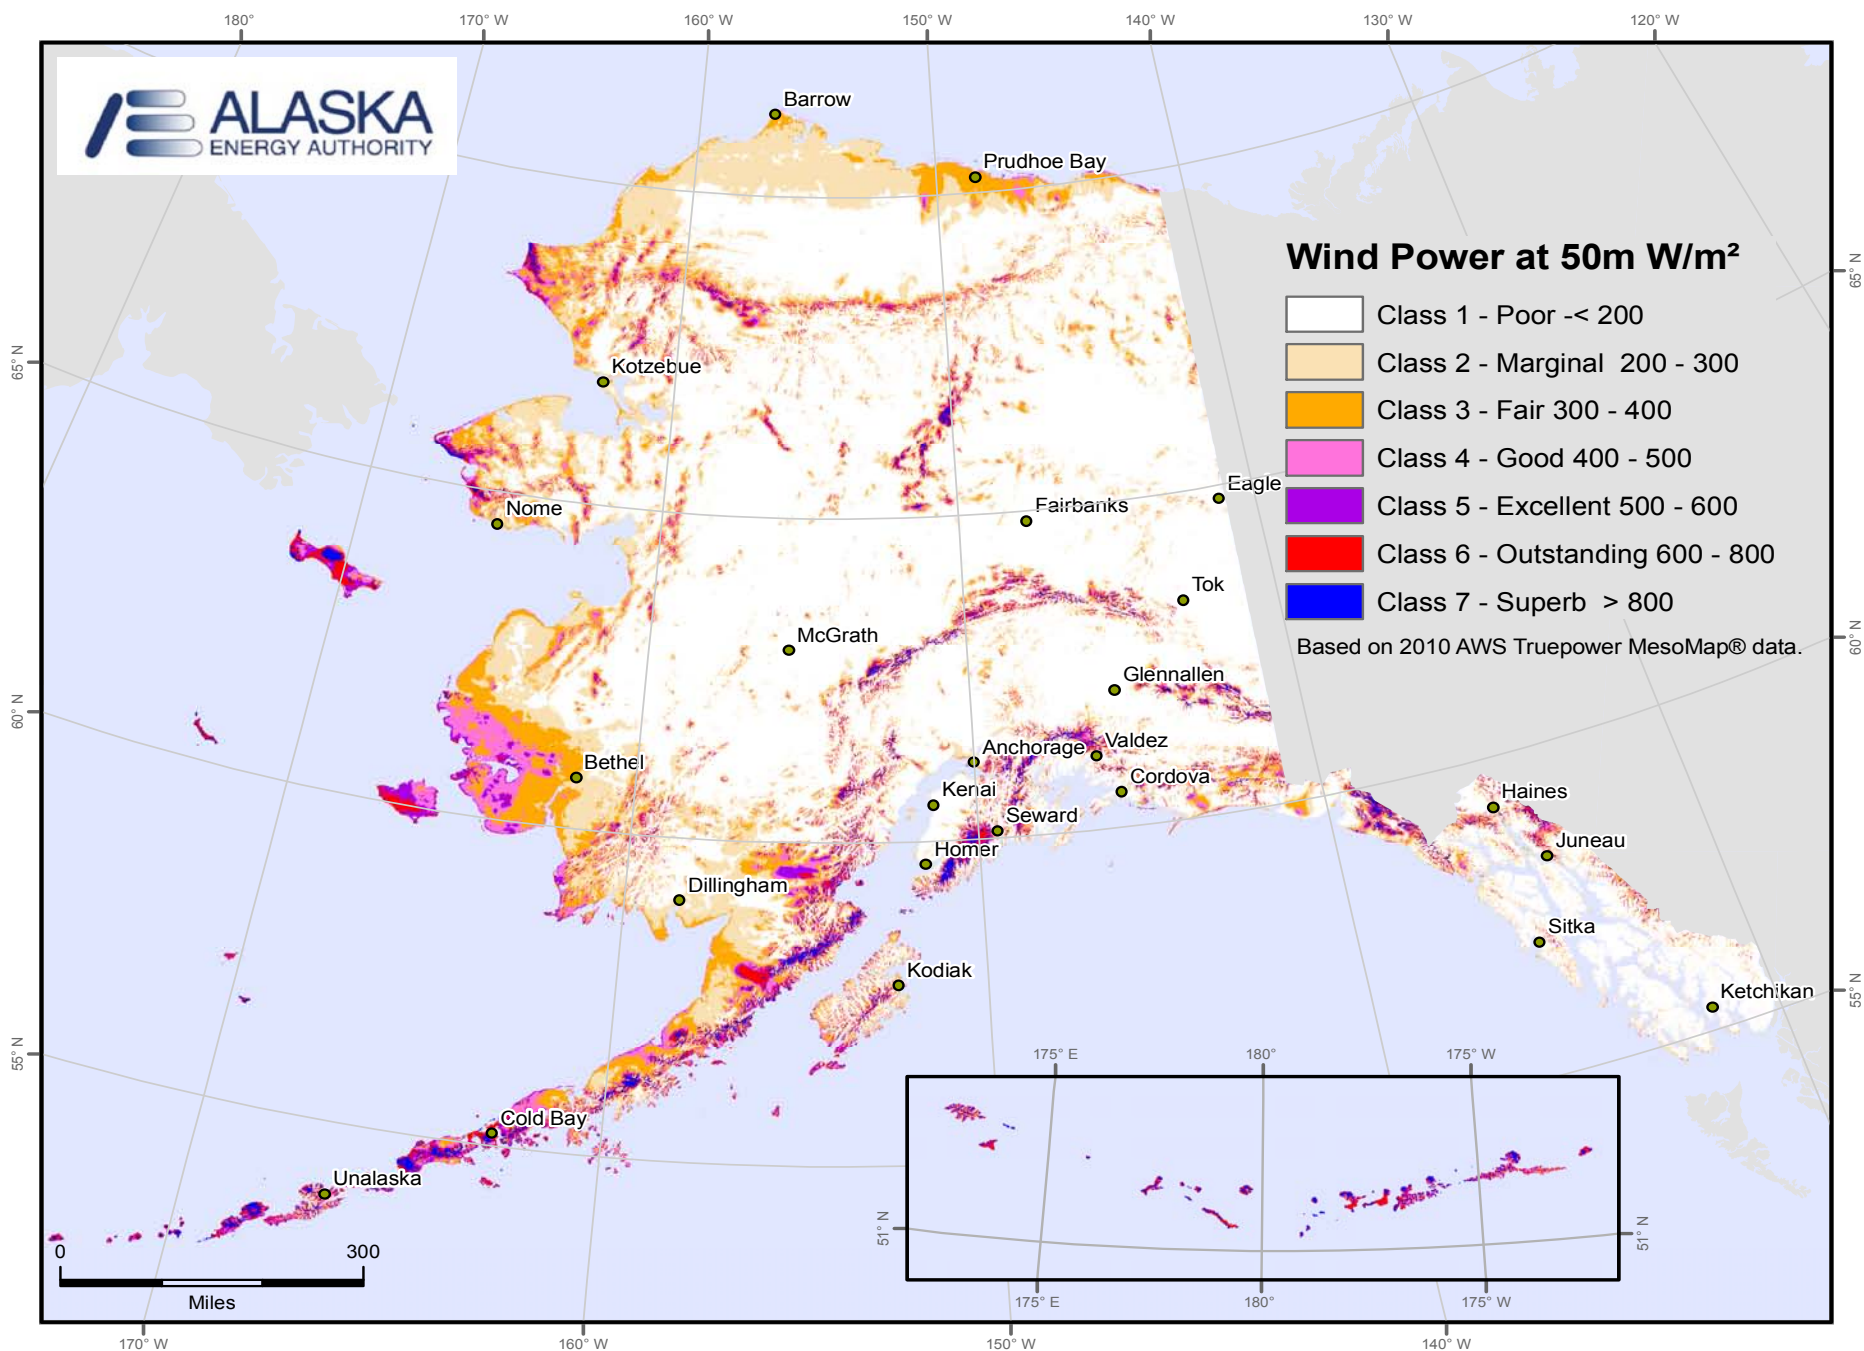 180°
170° W
160° W
150° W
140° W
130° W
120° W
ALASKA
ENERGY AUTHORITY
Barrow
Prudhoe Bay
Wind Power at 50m W/m²
Class 1 - Poor -< 200
Class 2 - Marginal  200 - 300
Class 3 - Fair 300 - 400
Class 4 - Good 400 - 500
Class 5 - Excellent 500 - 600
Class 6 - Outstanding 600 - 800
Class 7 - Superb  > 800
Based on 2010 AWS Truepower MesoMap® data.
65° N
65° N
Kotzebue
Nome
Fairbanks
Eagle
Tok
McGrath
Glennallen
60° N
60° N
Bethel
Anchorage
Valdez
Cordova
Kenai
Seward
Homer
Haines
Juneau
Dillingham
Sitka
Kodiak
Ketchikan
55° N
55° N
Cold Bay
Unalaska
175° E
180°
175° W
51° N
51° N
175° E
180°
175° W
0
300
Miles
170° W
160° W
150° W
140° W